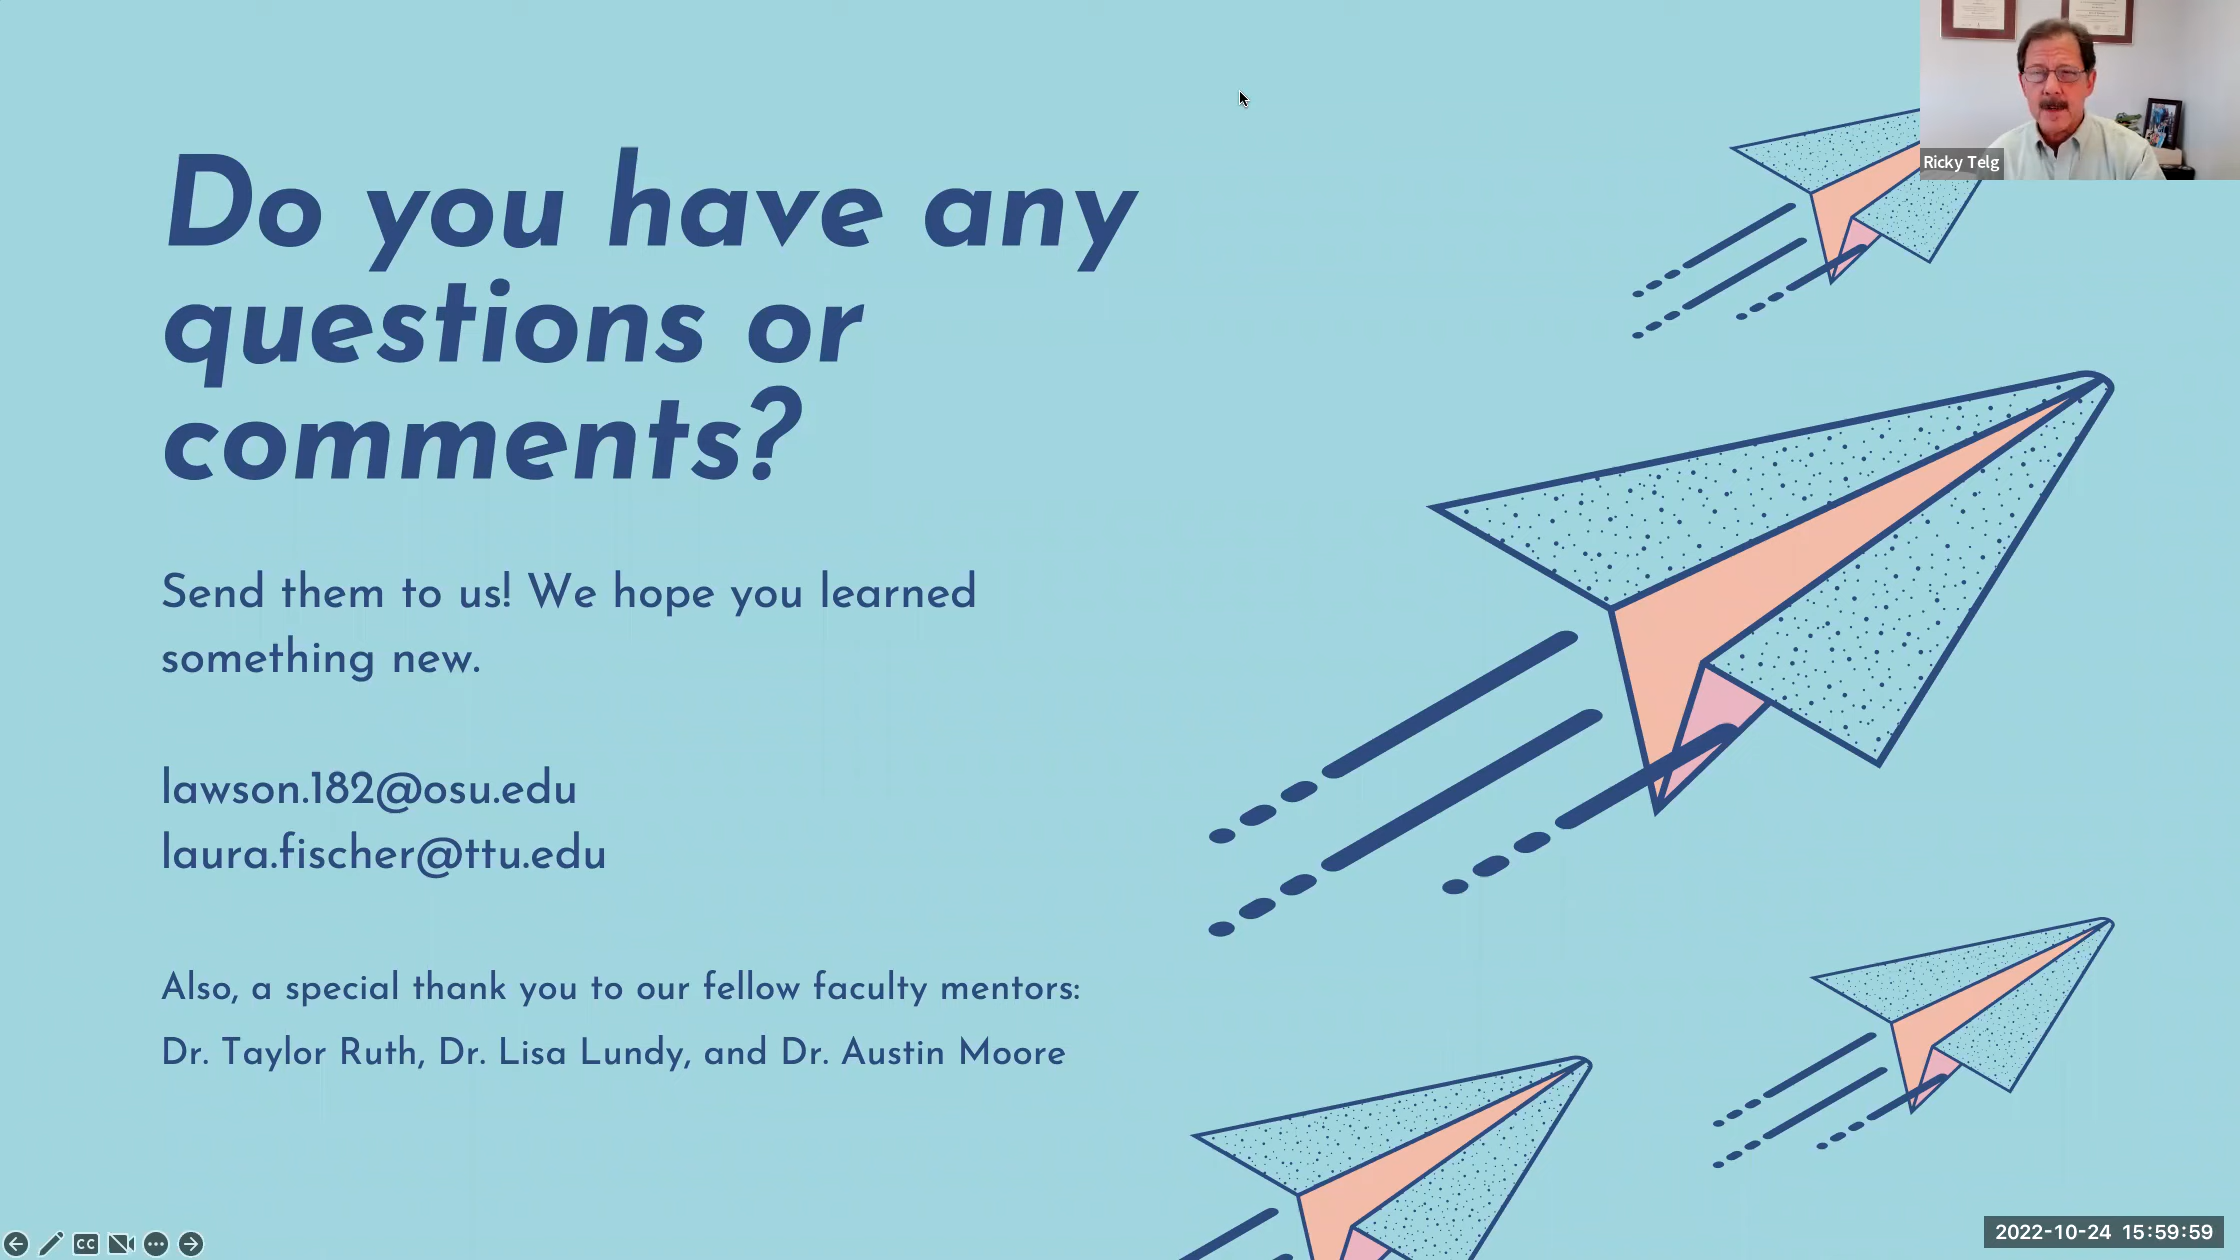 Ricky Telg
Do you have any
questions or
comments?
Send them to us! We hope you learned
something new.
lawson.182@osu.edu
laura.fischer@ttu.edu
Also, a special thank you to our fellow faculty mentors:
Dr. Taylor Ruth, Dr. Lisa Lundy, and Dr. Austin Moore
CC
2022-10-24 15:59:59